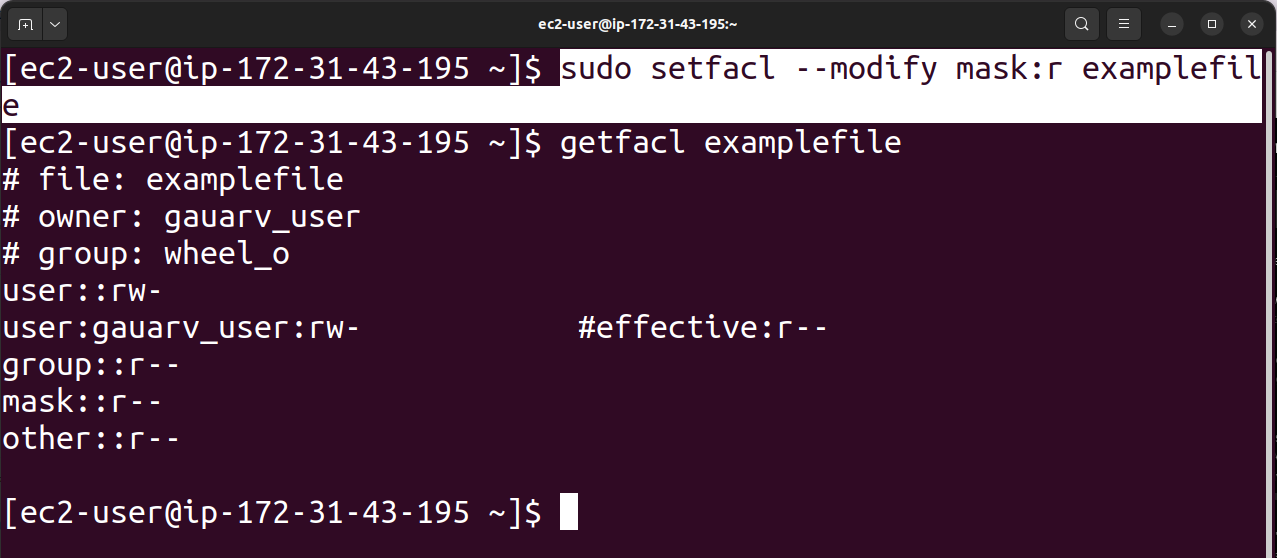 ec2-user@ip-172-31-43-195:~
[ec2-user@ip-172-31-43-195 ~]$ sudo setfacl --modify mask:r examplefil
e
[ec2-user@ip-172-31-43-195 ~]$ getfacl examplefile
# file: examplefile
# owner: gauarv_user
# group: wheel_o
user::rw-
user:gauarv_user:rw-            #effective:r--
group::r--
mask::r--
other::r--
[ec2-user@ip-172-31-43-195 ~]$